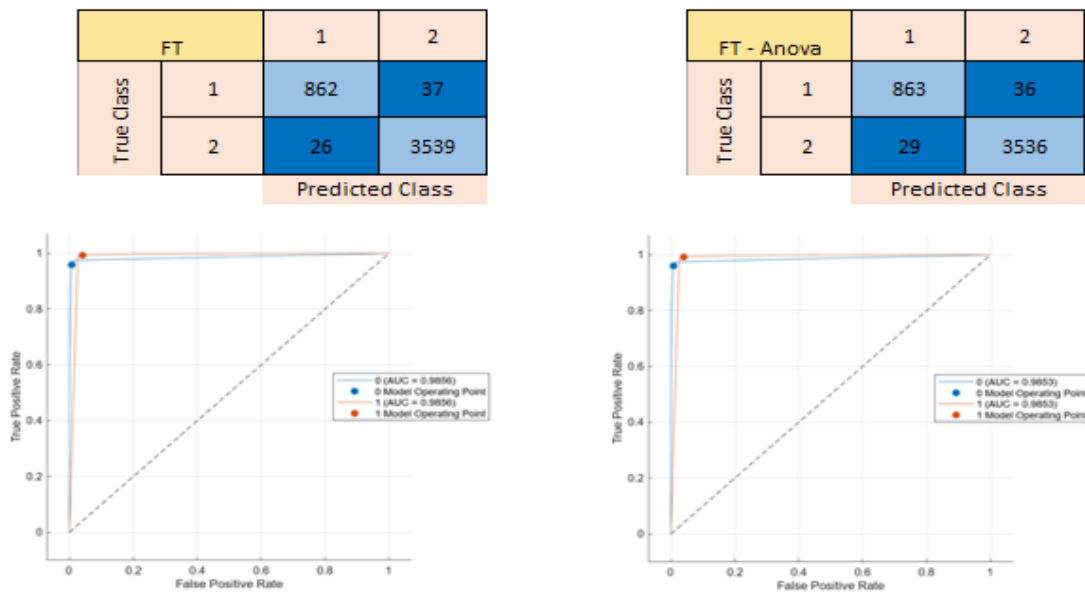 FT 1 2
True Class 1 862 37
2 26 3539
Predicted Class
FT - Anova 1 2
True Class 1 863 36
2 29 3536
Predicted Class
True Positive Rate
1
0.8
0.6
0.4
0.2
0
0 (AUC = 0.9856)
0 Model Operating Point
1 (AUC = 0.9856)
1 Model Operating Point
0 0.2 0.4 0.6 0.8 1
False Positive Rate
True Positive Rate
1
0.8
0.6
0.4
0.2
0
0 (AUC = 0.9853)
0 Model Operating Point
1 (AUC = 0.9853)
1 Model Operating Point
0 0.2 0.4 0.6 0.8 1
False Positive Rate